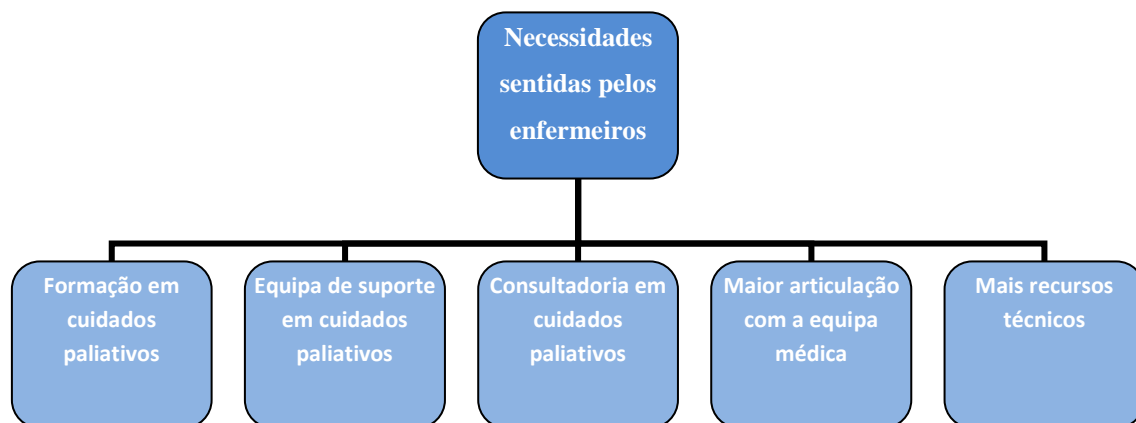 Necessidades
sentidas pelos
enfermeiros
Formação em
cuidados
paliativos
Equipa de suporte
em cuidados
paliativos
Consultadoria em
cuidados
paliativos
Maior articulação
com a equipa
médica
Mais recursos
técnicos